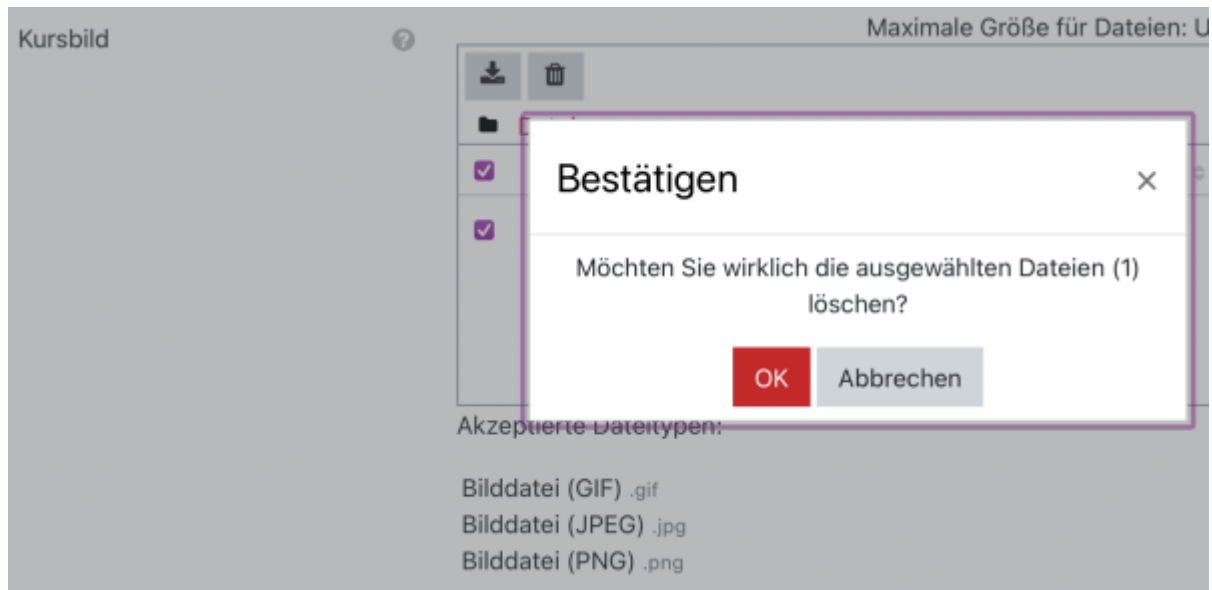 Maximale Größe für Dateien: U
Kursbild
Bestätigen
Möchten Sie wirklich die ausgewählten Dateien (1)
löschen?
OK Abbrechen
Akzeptierte Dateitypen:
Bilddatei (GIF) .gif
Bilddatei (JPEG) .jpg
Bilddatei (PNG) .png